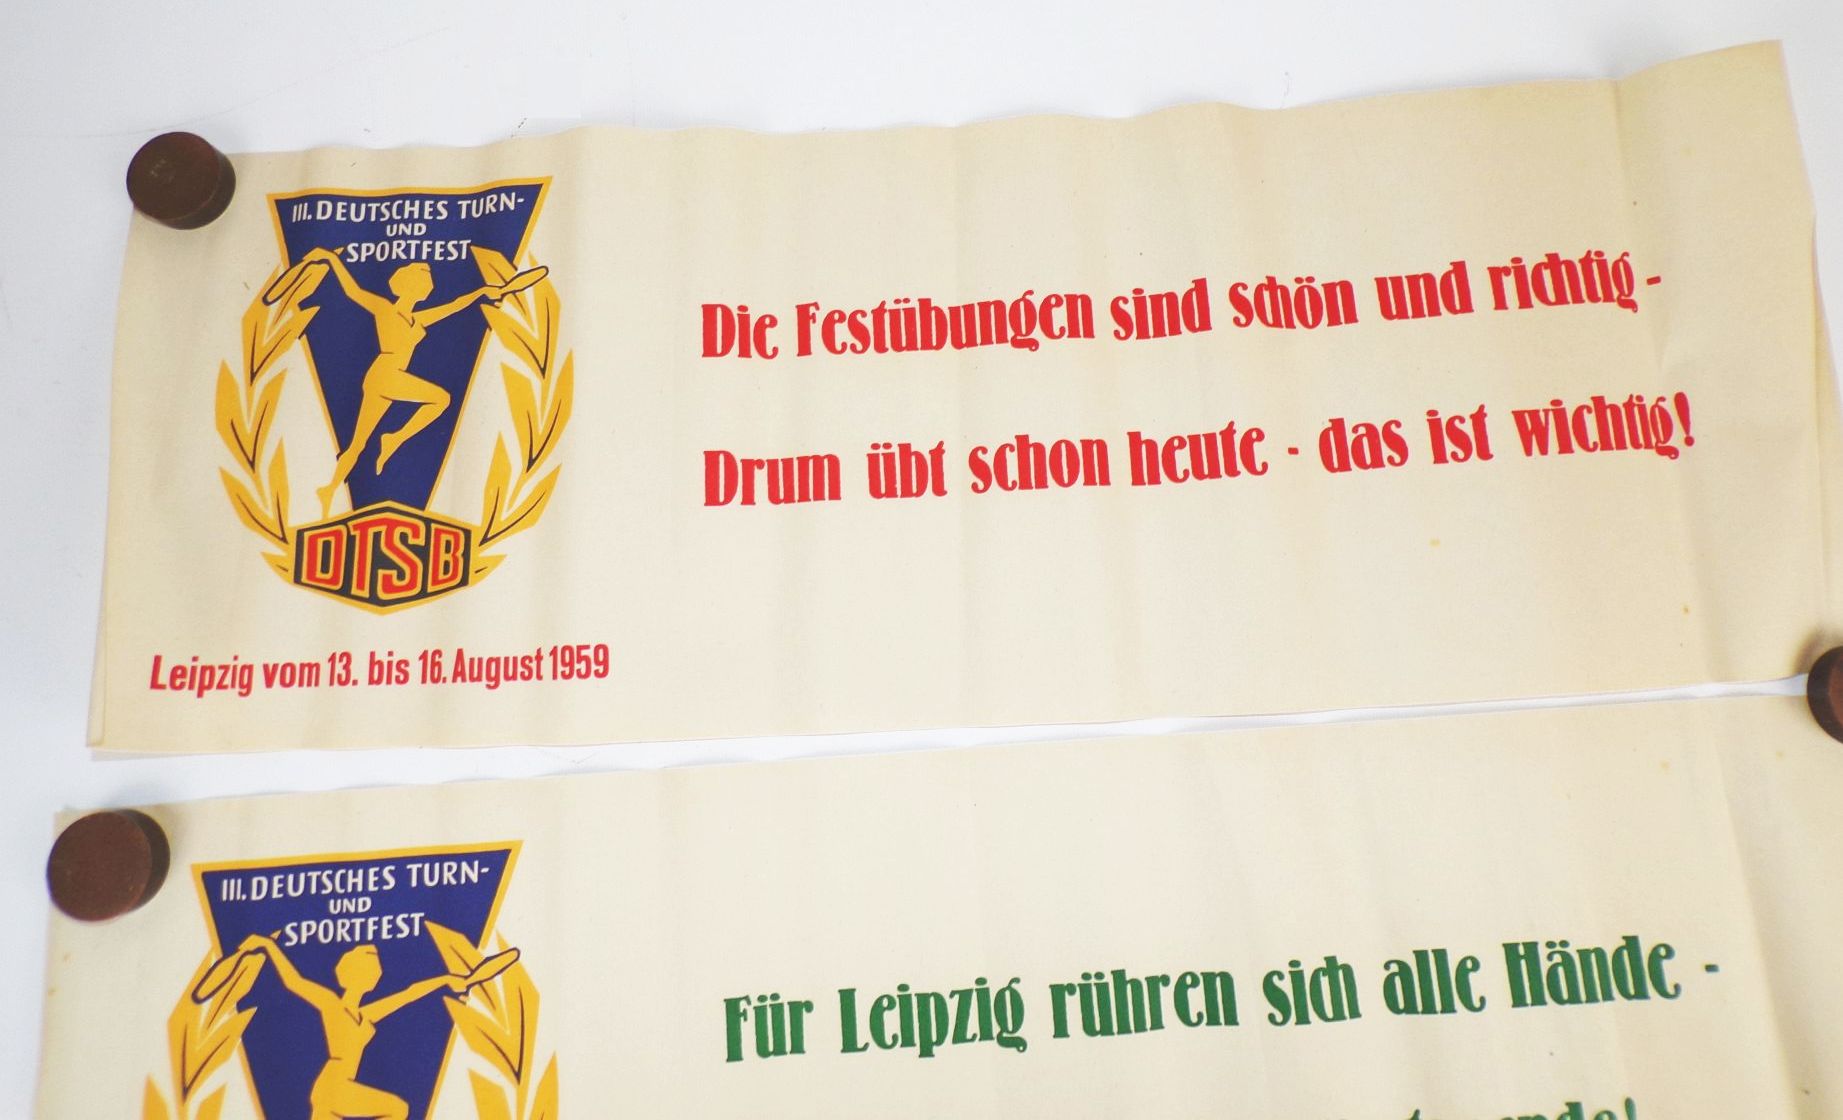 III. DEUTSCHES TURN-
UND
SPORTFEST
DTSB
Leipzig vom 13. bis 16. August 1959
Die Festübungen sind schön und richtig -
Drum übt schon heute - das ist wichtig!
III. DEUTSCHES TURN-
UND
SPORTFEST
Für Leipzig rühren sich alle Hände -